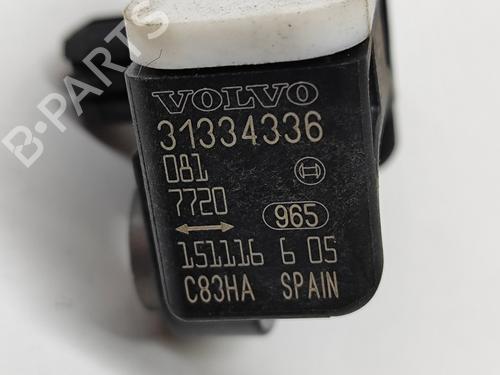 B-PARTS
VOLVO
31334336
081
7720
965
151116 6 05
C83HA SPAIN